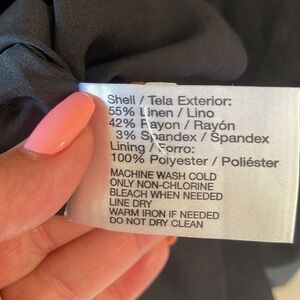 Shell / Tela Exterior:
55% Linen / Lino
42% Rayon / Rayón
3% Spandex / Spandex
Lining / Forro:
100% Polyester / Poliéster
MACHINE WASH COLD
ONLY NON-CHLORINE
BLEACH WHEN NEEDED
LINE DRY
WARM IRON IF NEEDED
DO NOT DRY CLEAN